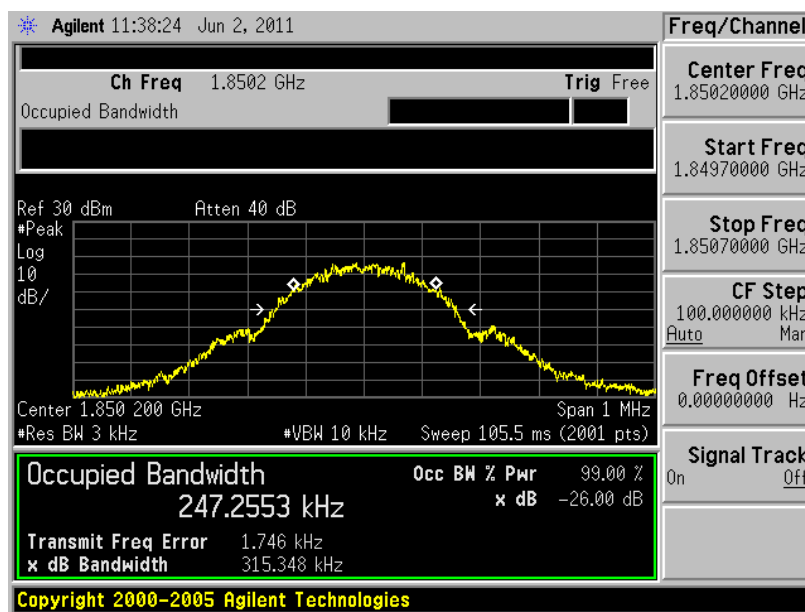 Agilent 11:38:24 Jun 2, 2011
Ch Freq 1.8502 GHz Trig Free
Occupied Bandwidth
Ref 30 dBm Atten 40 dB
#Peak
Log
10
dB/
Center 1.850 200 GHz Span 1 MHz
#Res BW 3 kHz #VBW 10 kHz Sweep 105.5 ms (2001 pts)
Occupied Bandwidth Occ BW % Pwr 99.00 %
247.2553 kHz x dB -26.00 dB
Transmit Freq Error 1.746 kHz
x dB Bandwidth 315.348 kHz
Copyright 2000-2005 Agilent Technologies
Freq/Channel
Center Freq
1.85020000 GHz
Start Freq
1.84970000 GHz
Stop Freq
1.85070000 GHz
CF Step
100.000000 kHz
Auto Man
Freq Offset
0.00000000 Hz
Signal Track
On Off